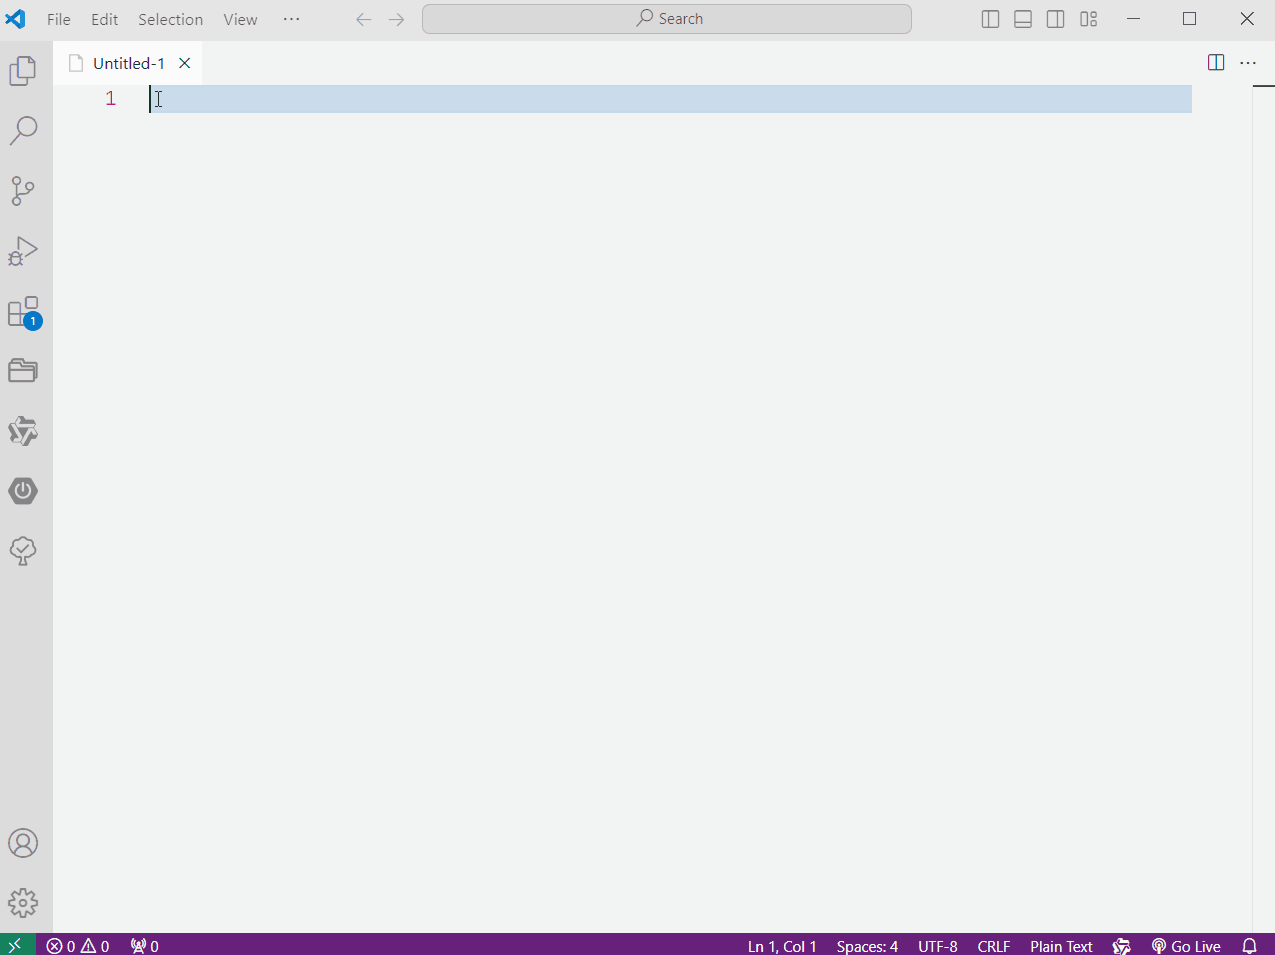 File Edit Selection View ··· Search
Untitled-1
1
1
0 0 0 Ln 1, Col 1 Spaces: 4 UTF-8 CRLF Plain Text Go Live